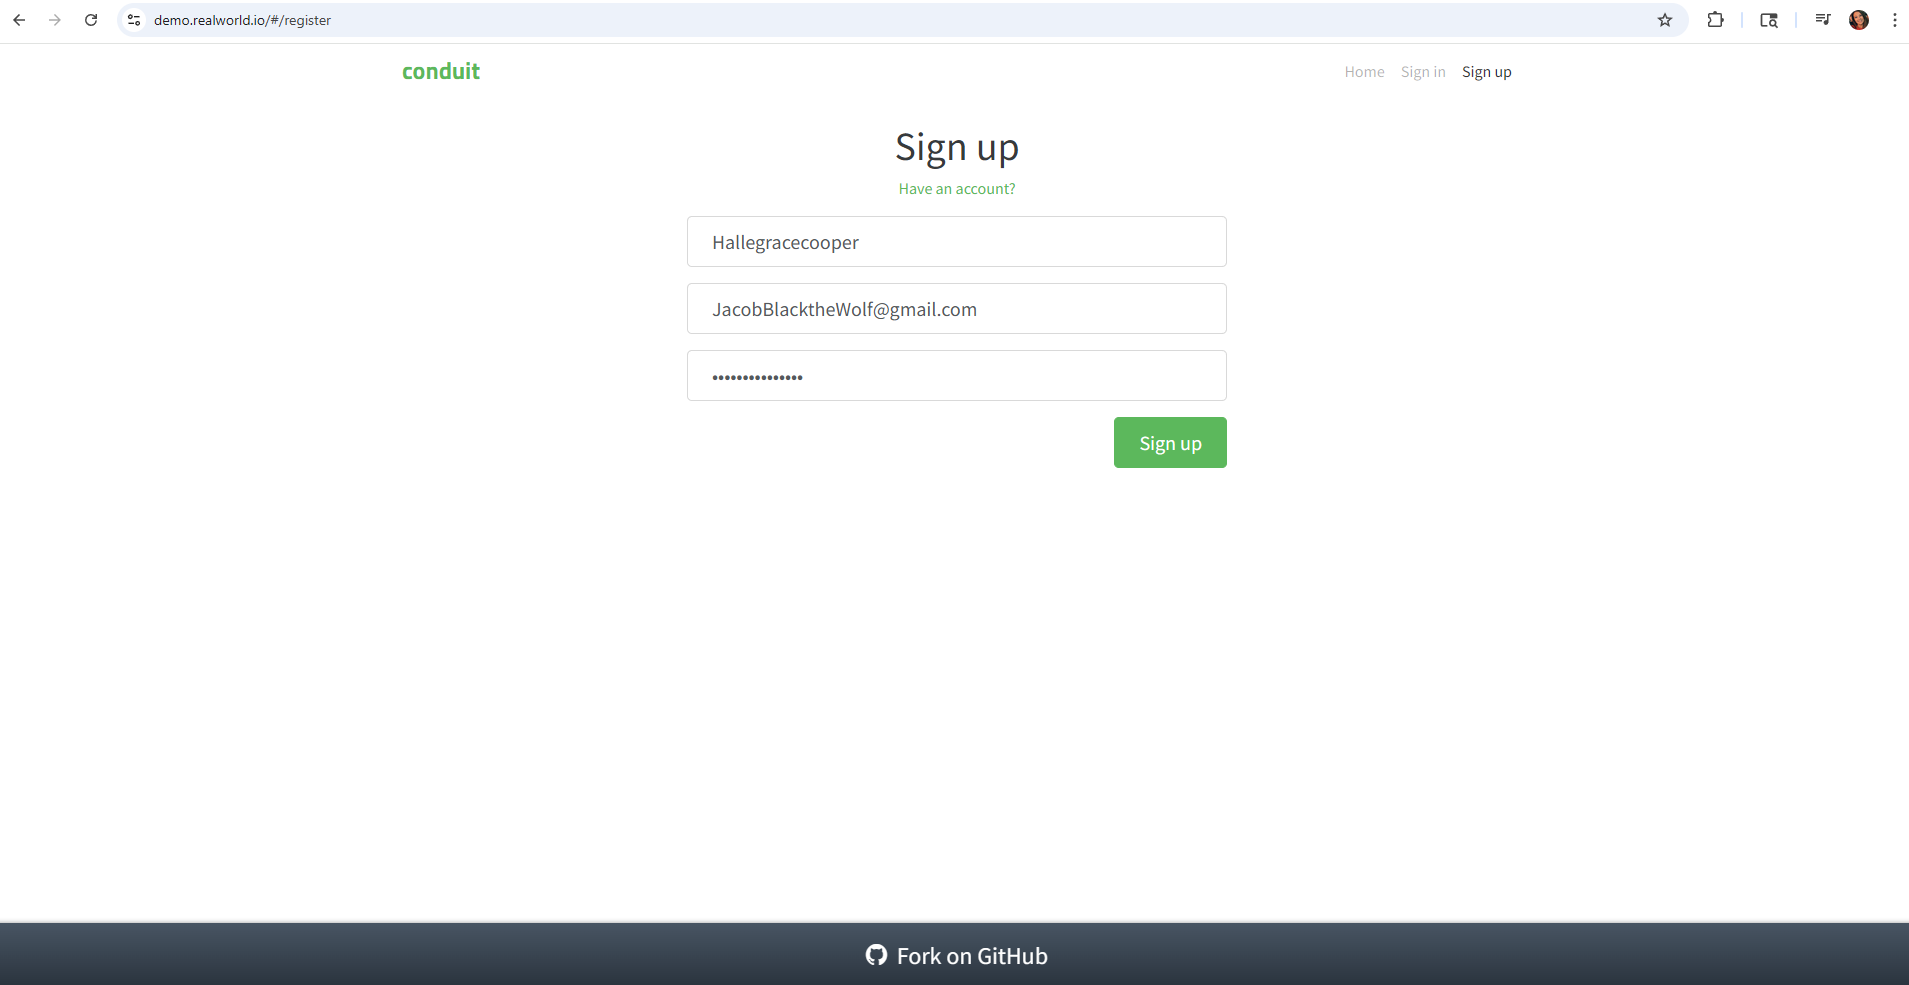 demo.realworld.io/#/register
conduit
Home Sign in Sign up
Sign up
Have an account?
Hallegracecooper
JacobBlacktheWolf@gmail.com
•••••••••••••••
Sign up
Fork on GitHub